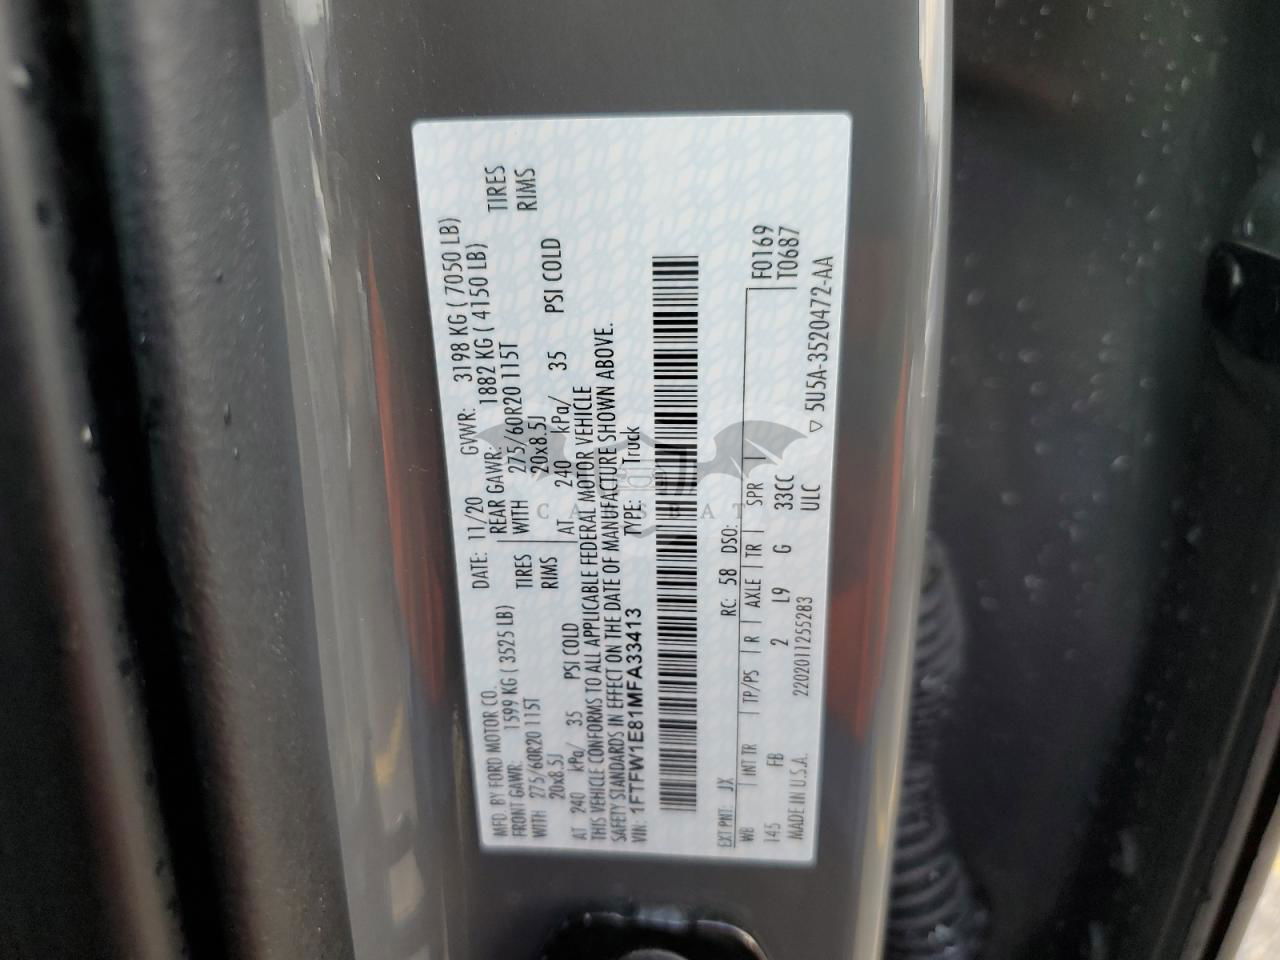 MFD. BY FORD MOTOR CO.
DATE: 11/20 GVWR: 3198 KG ( 7050 LB)
FRONT GAWR: 1599 KG ( 3525 LB)
REAR GAWR: 1882 KG ( 4150 LB)
WITH 275/60R20 115T TIRES
WITH 275/60R20 115T TIRES
20x8.5J RIMS
20x8.5J RIMS
AT 240 kPa/ 35 PSI COLD
AT 240 kPa/ 35 PSI COLD
THIS VEHICLE CONFORMS TO ALL APPLICABLE FEDERAL MOTOR VEHICLE
SAFETY STANDARDS IN EFFECT ON THE DATE OF MANUFACTURE SHOWN ABOVE.
VIN: 1FTFW1E81MFA33413 TYPE: Truck
CARSBAT
EXT PNT: JX RC: 58 DSO:
WB INT TR TP/PS R AXLE TR SPR F0169
145 FB 2 L9 G 33CC T0687
ULC
MADE IN U.S.A. 2202011255283 ▽ 5U5A-3520472-AA